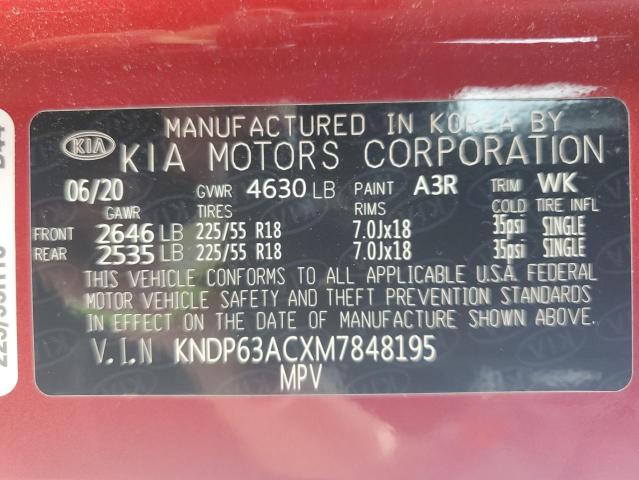 MANUFACTURED IN KOREA BY
KIA KIA MOTORS CORPORATION
06/20 GVWR 4630 LB PAINT A3R TRIM WK
GAWR TIRES RIMS COLD TIRE INFL
FRONT 2646 LB 225/55 R18 7.0Jx18 35psi SINGLE
REAR 2535 LB 225/55 R18 7.0Jx18 35psi SINGLE
THIS VEHICLE CONFORMS TO ALL APPLICABLE U.S.A. FEDERAL
MOTOR VEHICLE SAFETY AND THEFT PREVENTION STANDARDS
IN EFFECT ON THE DATE OF MANUFACTURE SHOWN ABOVE.
V.I.N KNDP63ACXM7848195
MPV